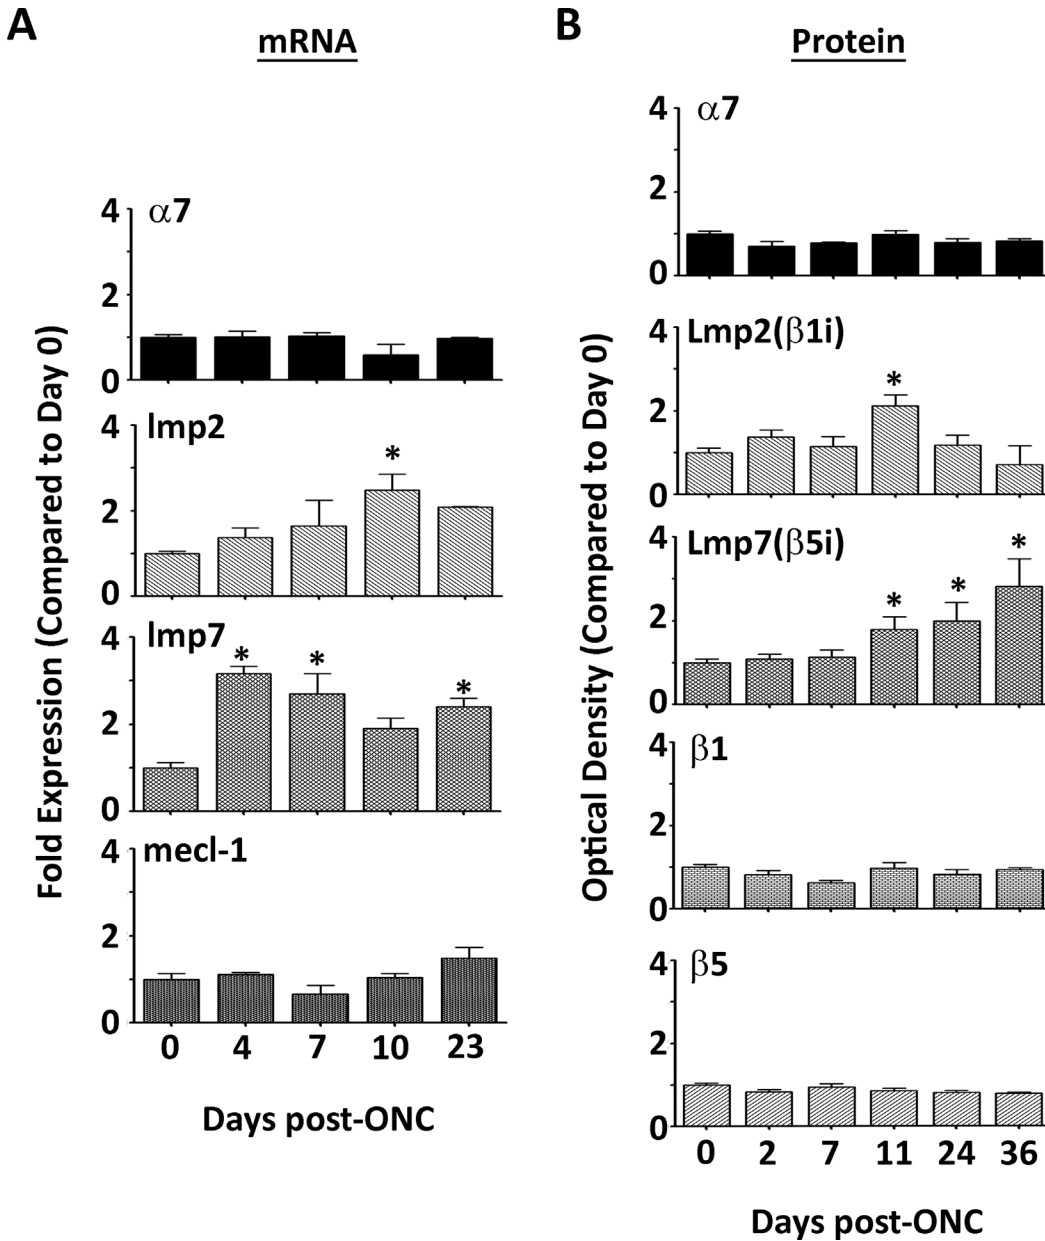 A
mRNA
Fold Expression (Compared to Day 0)
α7
4
2
0
lmp2
4
*
2
0
lmp7
4
* * *
2
0
mecl-1
4
2
0
0 4 7 10 23
Days post-ONC
B
Protein
Optical Density (Compared to Day 0)
4
α7
2
0
4
Lmp2(β1i)
*
2
0
4
Lmp7(β5i)
* * *
2
0
4
β1
2
0
4
β5
2
0
0 2 7 11 24 36
Days post-ONC